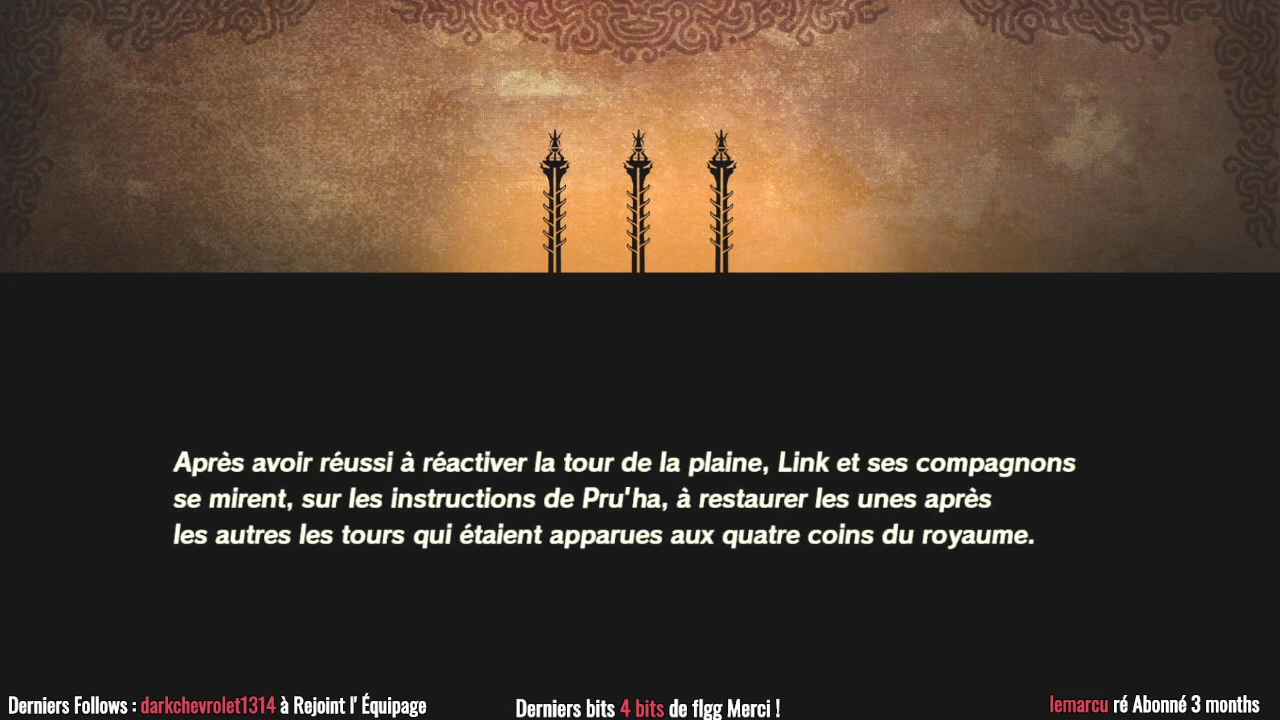 Après avoir réussi à réactiver la tour de la plaine, Link et ses compagnons
se mirent, sur les instructions de Pru'ha, à restaurer les unes après
les autres les tours qui étaient apparues aux quatre coins du royaume.
Derniers Follows : darkchevrolet1314 à Rejoint l' Équipage
Derniers bits 4 bits de flgg Merci !
lemarcu ré Abonné 3 months